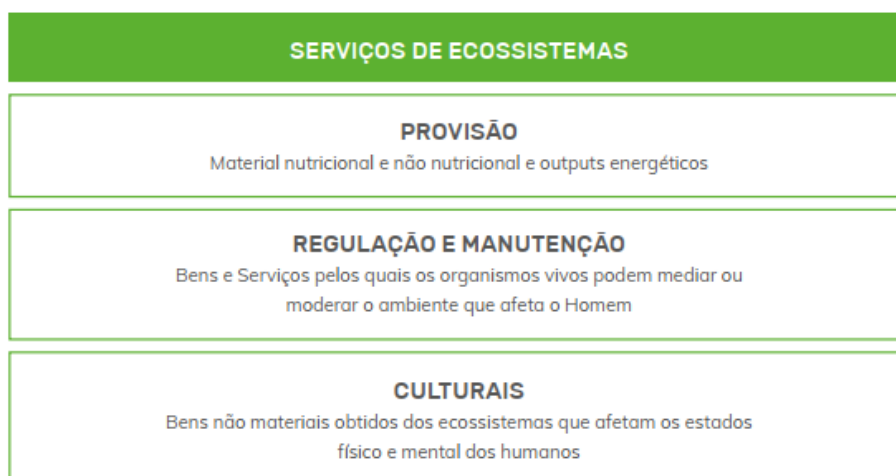 SERVIÇOS DE ECOSSISTEMAS
PROVISÃO
Material nutricional e não nutricional e outputs energéticos
REGULAÇÃO E MANUTENÇÃO
Bens e Serviços pelos quais os organismos vivos podem mediar ou
moderar o ambiente que afeta o Homem
CULTURAIS
Bens não materiais obtidos dos ecossistemas que afetam os estados
físico e mental dos humanos